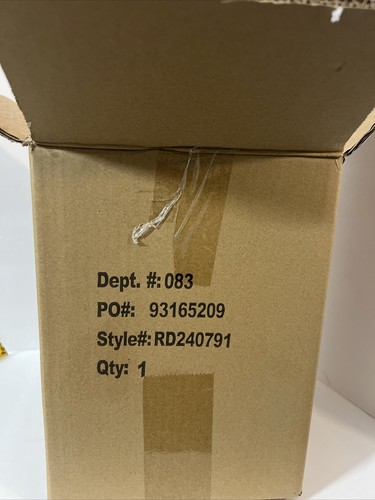 Dept. #: 083
PO#: 93165209
Style#: RD240791
Qty: 1